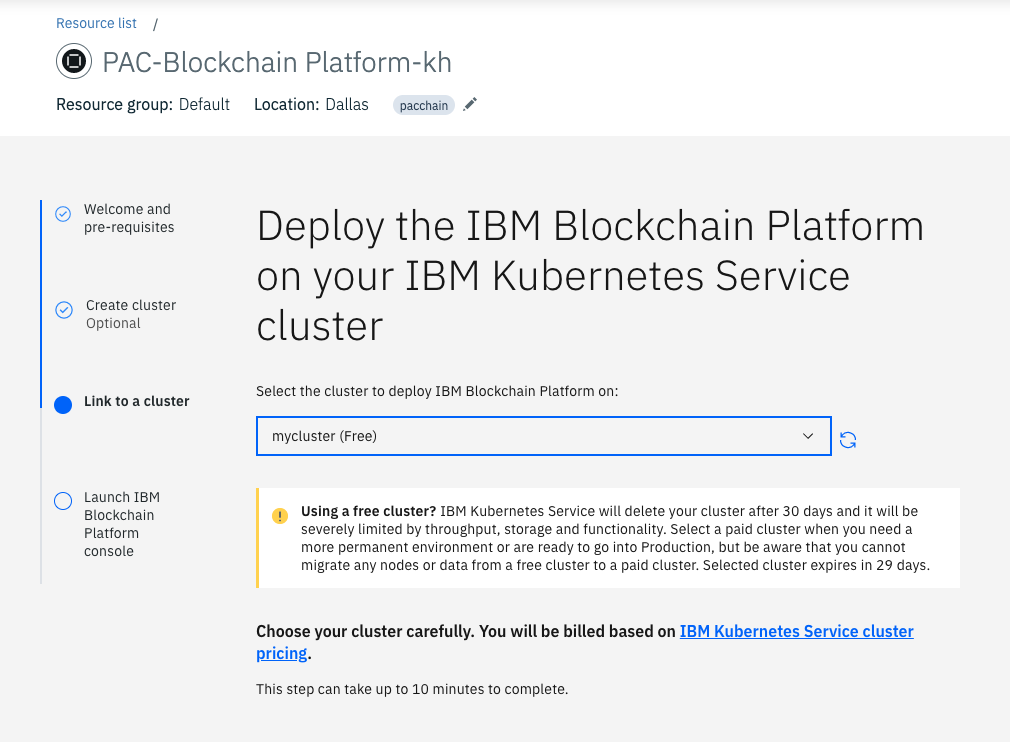 Resource list /
PAC-Blockchain Platform-kh
Resource group: Default Location: Dallas pacchain
Welcome and
pre-requisites
Create cluster
Optional
Link to a cluster
Launch IBM
Blockchain
Platform
console
Deploy the IBM Blockchain Platform
on your IBM Kubernetes Service
cluster
Select the cluster to deploy IBM Blockchain Platform on:
mycluster (Free)
Using a free cluster? IBM Kubernetes Service will delete your cluster after 30 days and it will be
severely limited by throughput, storage and functionality. Select a paid cluster when you need a
more permanent environment or are ready to go into Production, but be aware that you cannot
migrate any nodes or data from a free cluster to a paid cluster. Selected cluster expires in 29 days.
Choose your cluster carefully. You will be billed based on IBM Kubernetes Service cluster
pricing.
This step can take up to 10 minutes to complete.